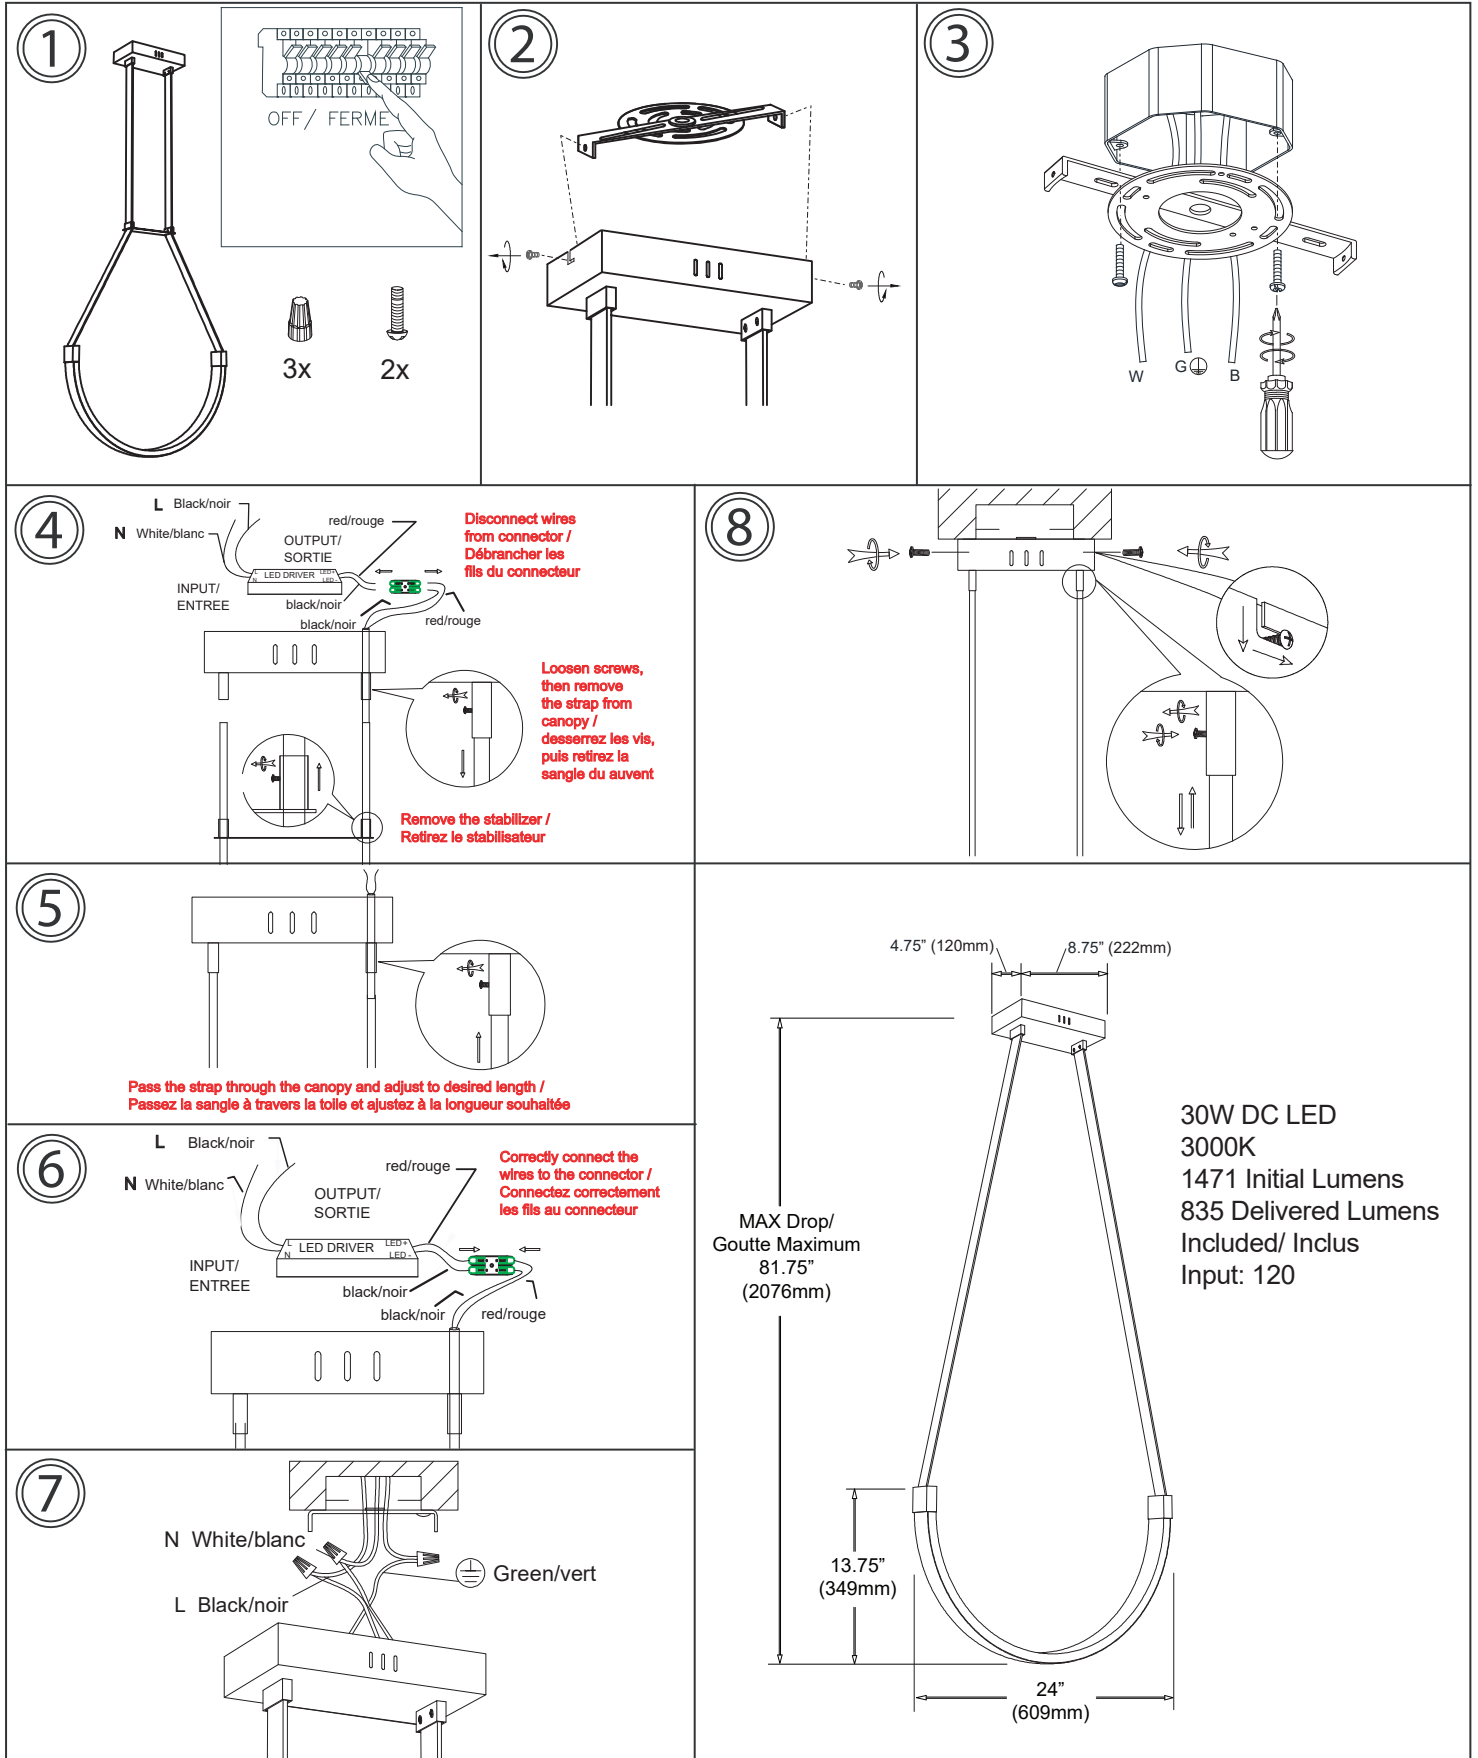 1
OFF/ FERME
3x
2x
2
3
W
G
B
4
L Black/noir
N White/blanc
red/rouge
OUTPUT/
SORTIE
L
N
LED DRIVER
LED+
LED -
INPUT/
ENTREE
black/noir
black/noir
red/rouge
Disconnect wires
from connector /
Débrancher les
fils du connecteur
Loosen screws,
then remove
the strap from
canopy /
desserrez les vis,
puis retirez la
sangle du auvent
Remove the stabilizer /
Retirez le stabilisateur
8
5
Pass the strap through the canopy and adjust to desired length /
Passez la sangle à travers la toile et ajustez à la longueur souhaitée
6
L Black/noir
N White/blanc
red/rouge
OUTPUT/
SORTIE
L
N
LED DRIVER
LED+
LED -
INPUT/
ENTREE
black/noir
black/noir
red/rouge
Correctly connect the
wires to the connector /
Connectez correctement
les fils au connecteur
7
N White/blanc
Green/vert
L Black/noir
4.75” (120mm)
8.75” (222mm)
MAX Drop/
Goutte Maximum
81.75”
(2076mm)
13.75”
(349mm)
24”
(609mm)
30W DC LED
3000K
1471 Initial Lumens
835 Delivered Lumens
Included/ Inclus
Input: 120